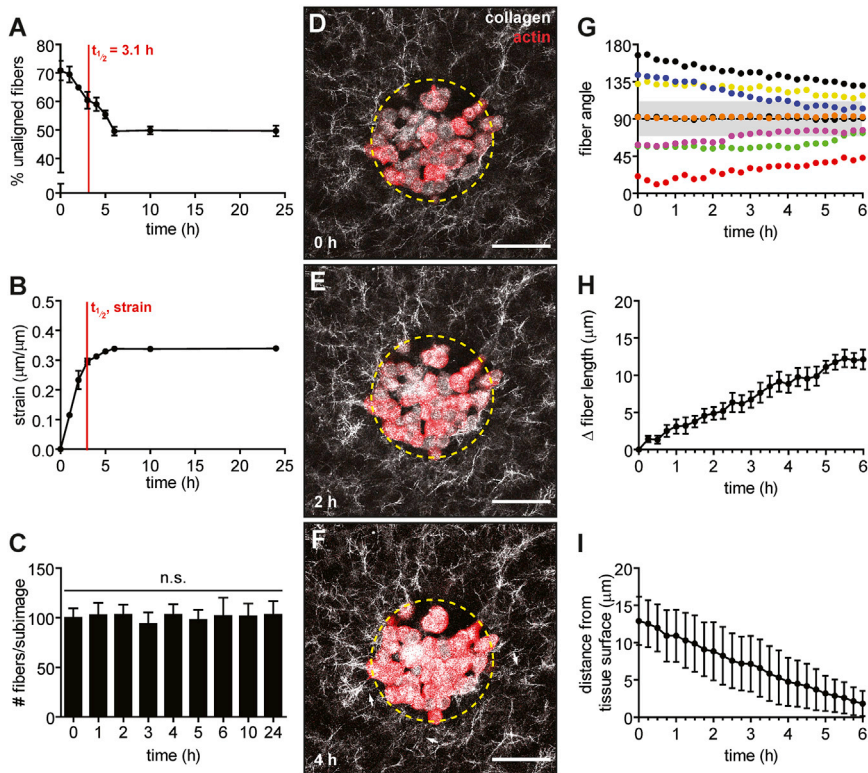 A
80
70
60
50
40
0
% unaligned fibers
t½ = 3.1 h
0 5 10 15 20 25
time (h)
B
0.5
0.4
0.3
0.2
0.1
0.0
strain (μm/μm)
t½, strain
0 5 10 15 20 25
time (h)
C
150
100
50
0
# fibers/subimage
n.s.
0 1 2 3 4 5 6 10 24
time (h)
D
collagen
actin
0 h
E
2 h
F
4 h
G
180
135
90
45
0
fiber angle
0 1 2 3 4 5 6
time (h)
H
20
15
10
5
0
Δ fiber length (μm)
0 1 2 3 4 5 6
time (h)
I
20
15
10
5
0
distance from
tissue surface (μm)
0 1 2 3 4 5 6
time (h)